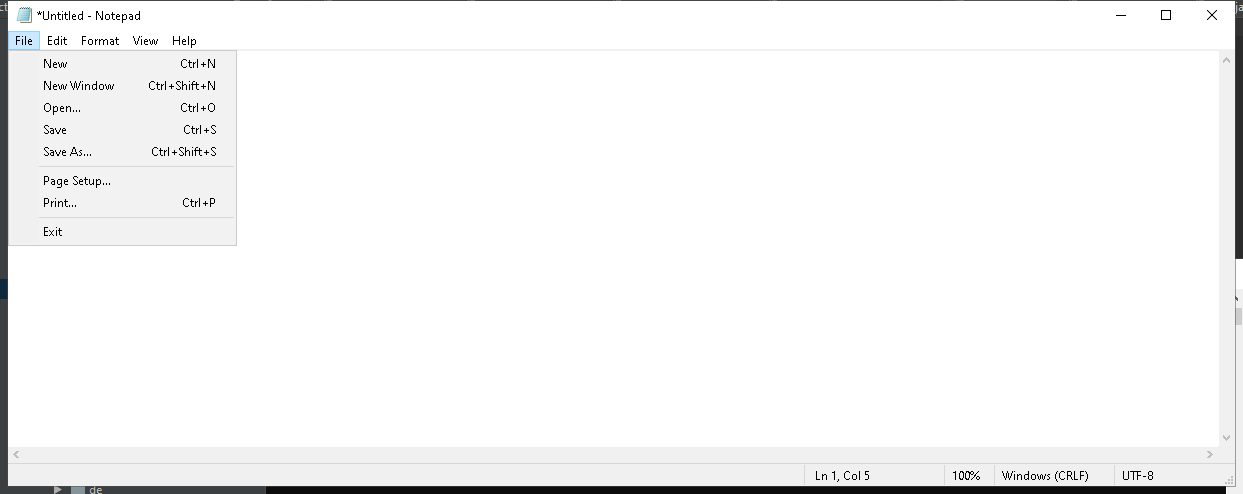 *Untitled - Notepad
File Edit Format View Help
New Ctrl+N
New Window Ctrl+Shift+N
Open... Ctrl+O
Save Ctrl+S
Save As... Ctrl+Shift+S
Page Setup...
Print... Ctrl+P
Exit
Ln 1, Col 5 100% Windows (CRLF) UTF-8
de